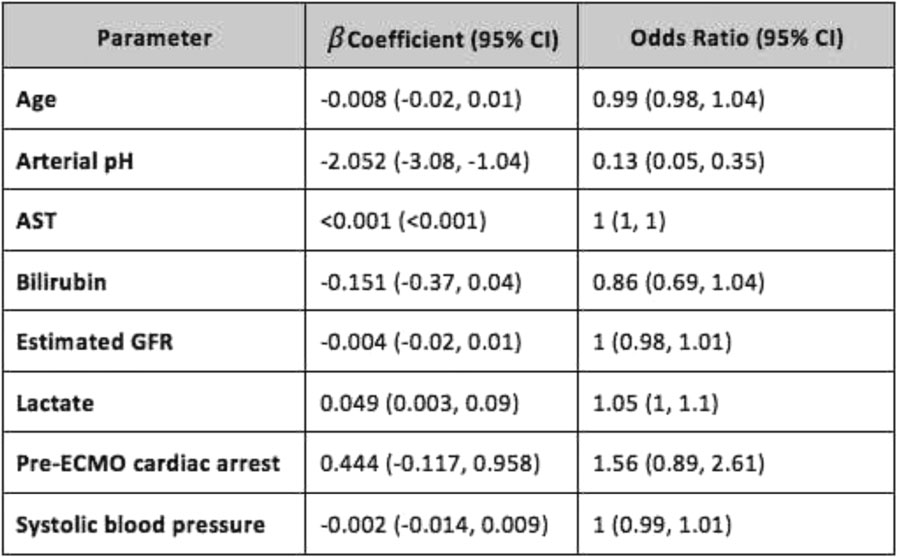 Parameter β Coefficient (95% CI) Odds Ratio (95% CI)
Age -0.008 (-0.02, 0.01) 0.99 (0.98, 1.04)
Arterial pH -2.052 (-3.08, -1.04) 0.13 (0.05, 0.35)
AST <0.001 (<0.001) 1 (1, 1)
Bilirubin -0.151 (-0.37, 0.04) 0.86 (0.69, 1.04)
Estimated GFR -0.004 (-0.02, 0.01) 1 (0.98, 1.01)
Lactate 0.049 (0.003, 0.09) 1.05 (1, 1.1)
Pre-ECMO cardiac arrest 0.444 (-0.117, 0.958) 1.56 (0.89, 2.61)
Systolic blood pressure -0.002 (-0.014, 0.009) 1 (0.99, 1.01)